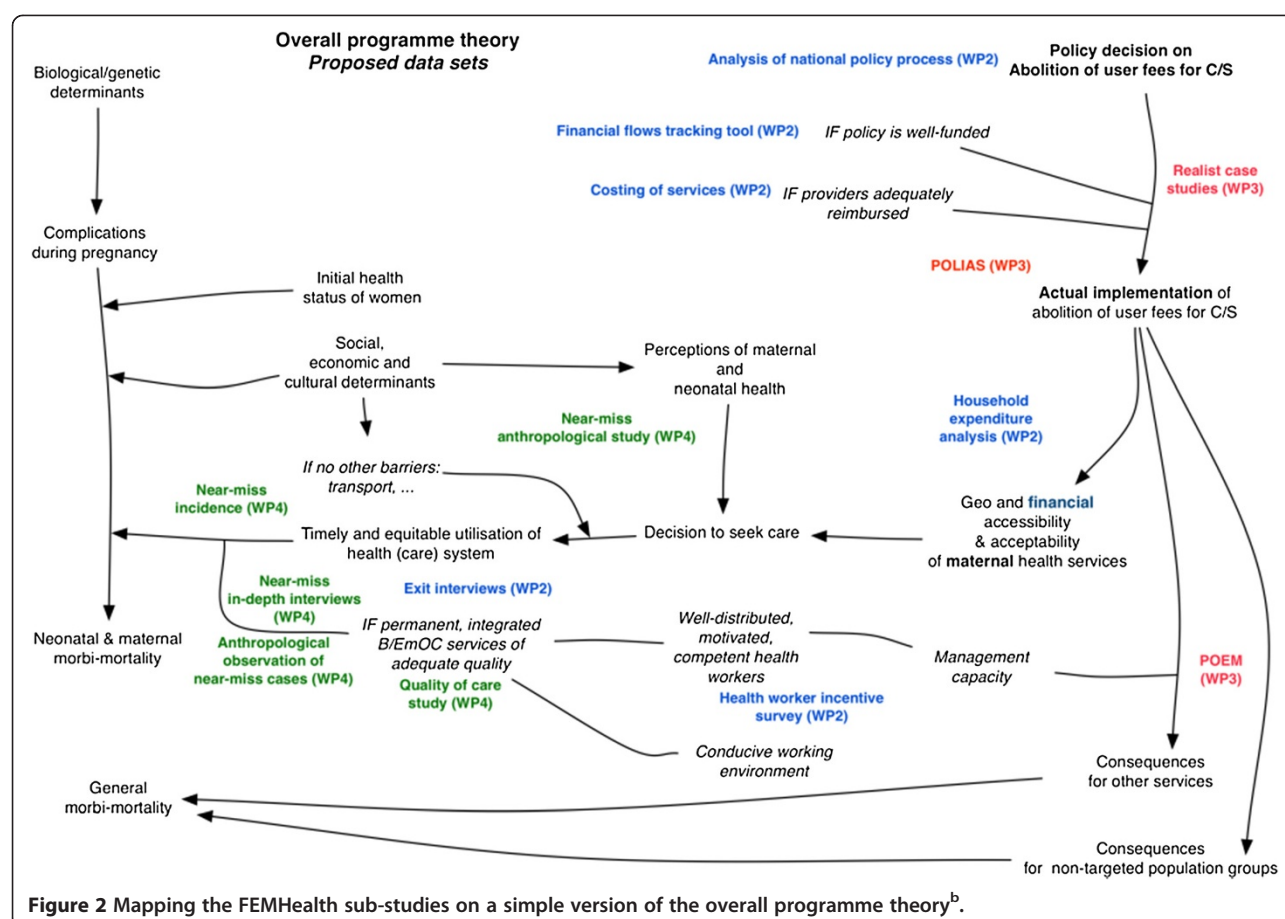 Overall programme theory
Proposed data sets
Biological/genetic
determinants
Analysis of national policy process (WP2)
Policy decision on
Abolition of user fees for C/S
Financial flows tracking tool (WP2)
IF policy is well-funded
Costing of services (WP2)
IF providers adequately
reimbursed
Realist case
studies (WP3)
Complications
during pregnancy
POLIAS (WP3)
Initial health
status of women
Actual implementation of
abolition of user fees for C/S
Social,
economic and
cultural determinants
Perceptions of maternal
and
neonatal health
Household
expenditure
analysis (WP2)
Near-miss
anthropological study (WP4)
If no other barriers:
transport, ...
Near-miss
incidence (WP4)
Geo and financial
accessibility
& acceptability
of maternal health services
Timely and equitable utilisation of
health (care) system
Decision to seek care
Near-miss
in-depth interviews
(WP4)
Exit interviews (WP2)
Neonatal & maternal
morbi-mortality
Anthropological
observation of
near-miss cases (WP4)
IF permanent, integrated
B/EmOC services of
adequate quality
Quality of care
study (WP4)
Well-distributed,
motivated,
competent health
workers
Health worker incentive
survey (WP2)
Management
capacity
POEM
(WP3)
Conducive working
environment
General
morbi-mortality
Consequences
for other services
Consequences
for non-targeted population groups
Figure 2 Mapping the FEMHealth sub-studies on a simple version of the overall programme theoryb.